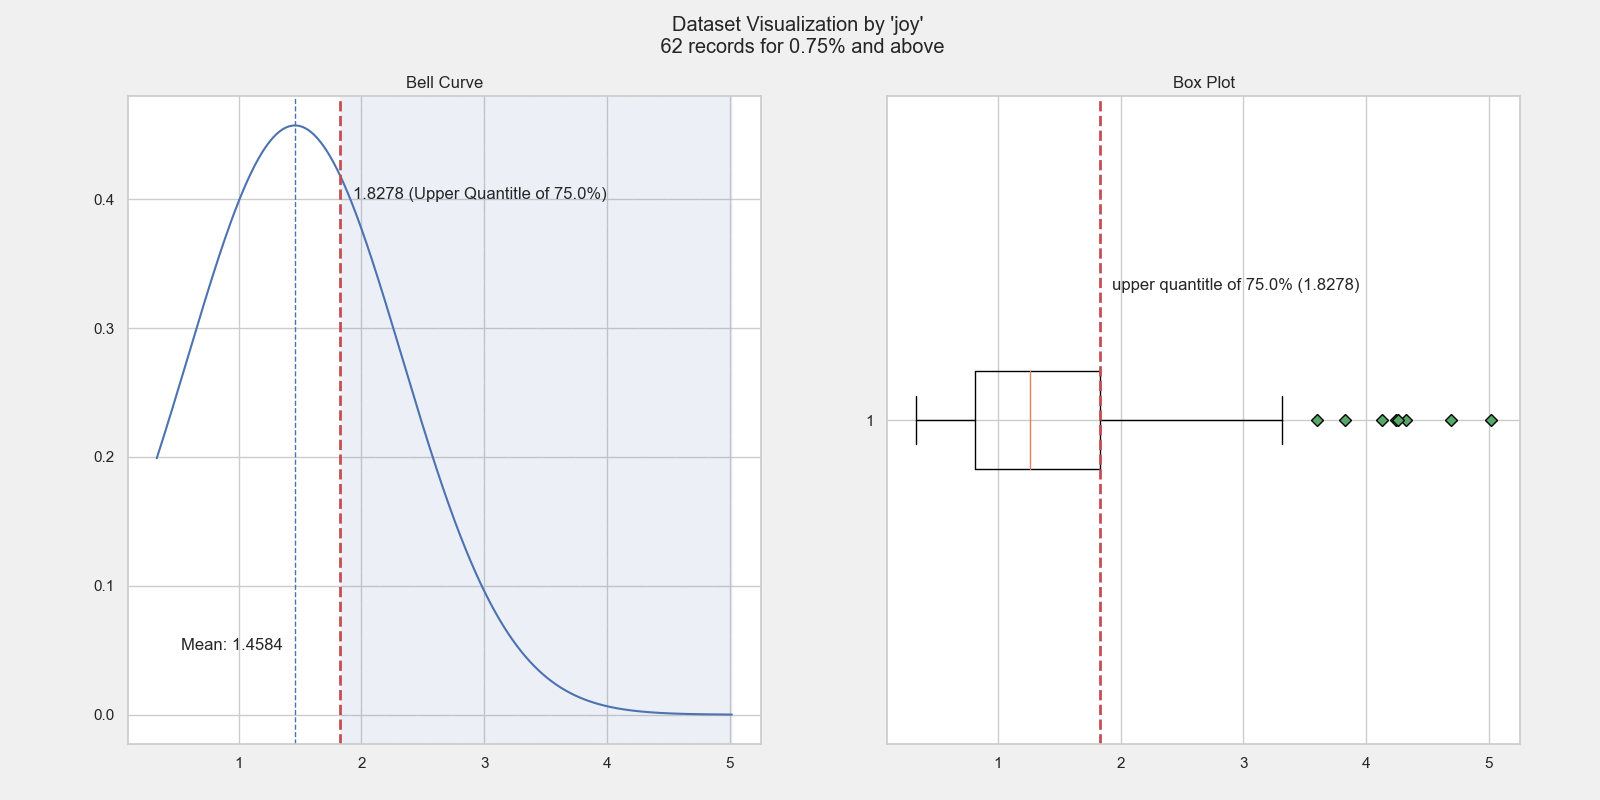 Dataset Visualization by 'joy'
62 records for 0.75% and above
Bell Curve
0.4
0.3
0.2
0.1
0.0
1.8278 (Upper Quantitle of 75.0%)
Mean: 1.4584
1 2 3 4 5
Box Plot
upper quantitle of 75.0% (1.8278)
1
1 2 3 4 5